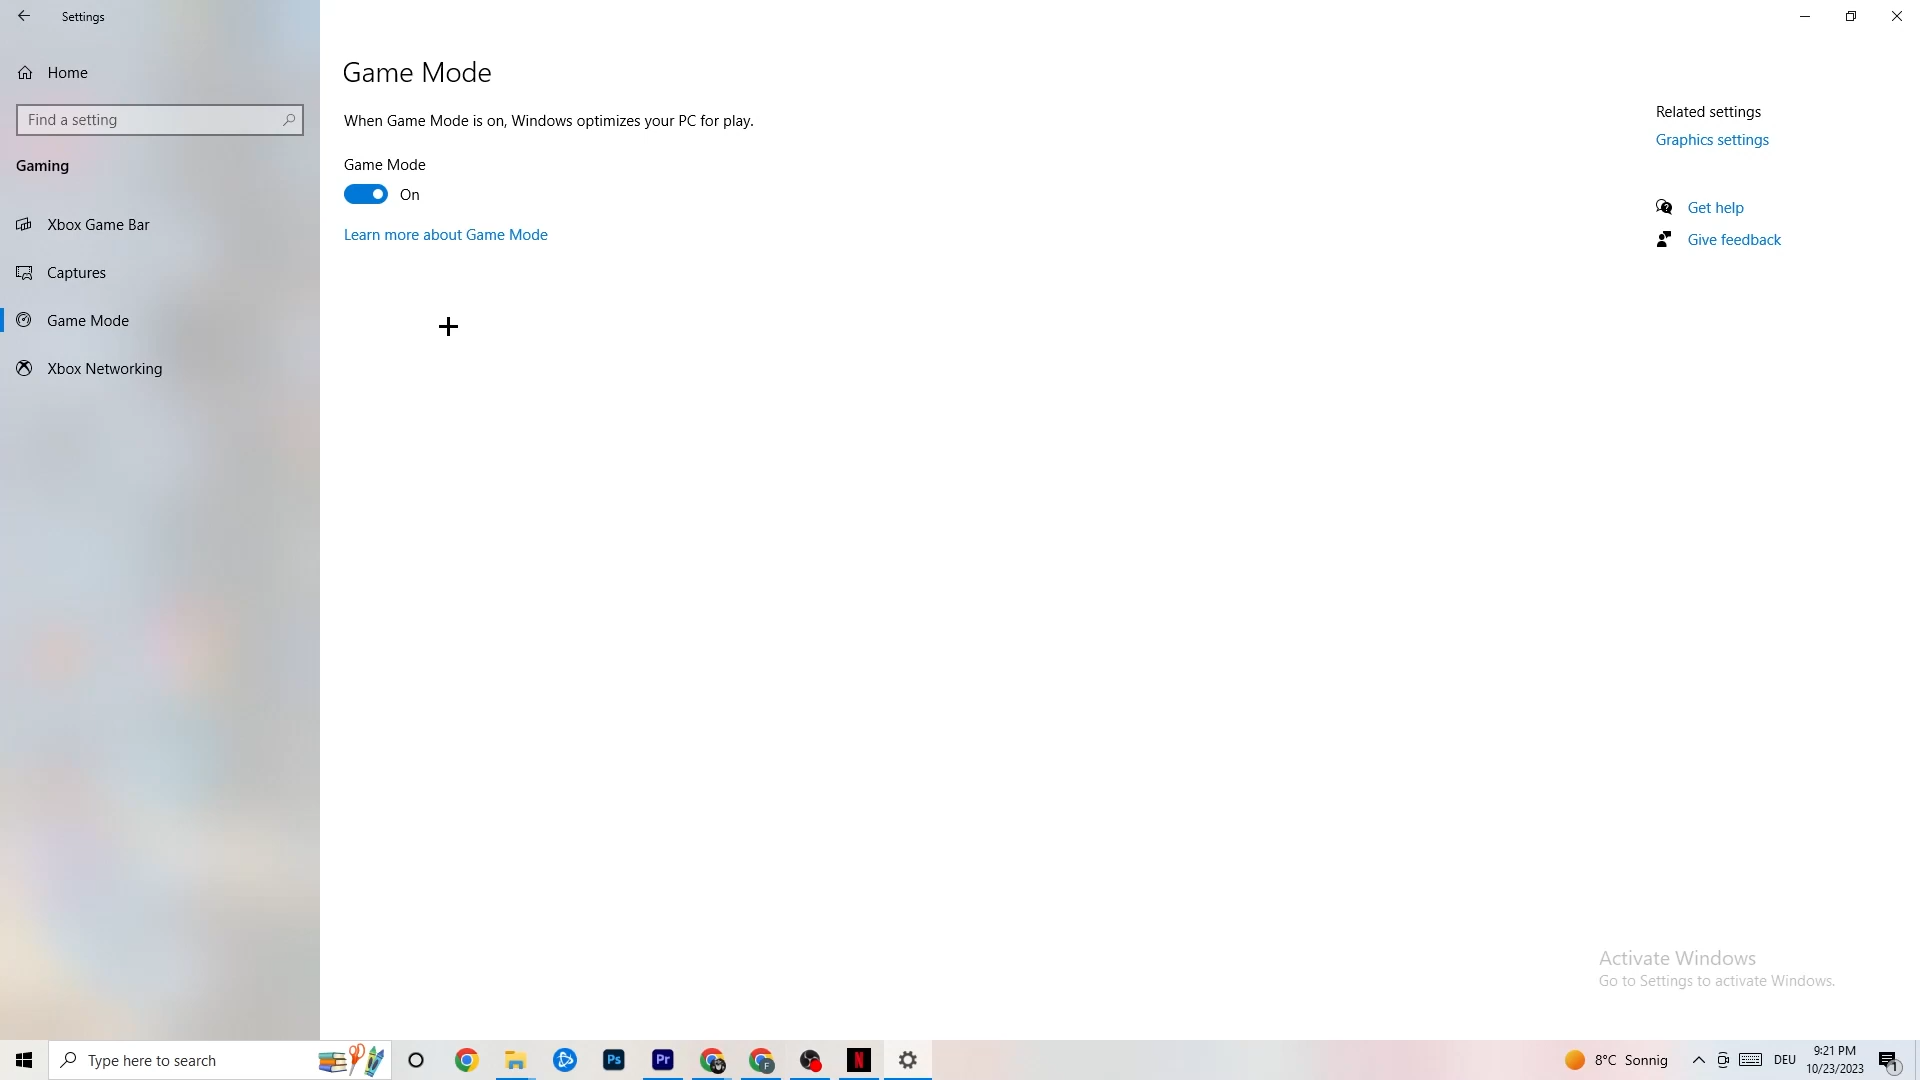 Settings
Home
Find a setting
Gaming
Xbox Game Bar
Captures
Game Mode
Xbox Networking
Game Mode
When Game Mode is on, Windows optimizes your PC for play.
Game Mode
On
Learn more about Game Mode
Related settings
Graphics settings
Get help
Give feedback
Activate Windows
Go to Settings to activate Windows.
Type here to search
Ps
Pr
F
N
8°C Sonnig
DEU
9:21 PM
10/23/2023
1